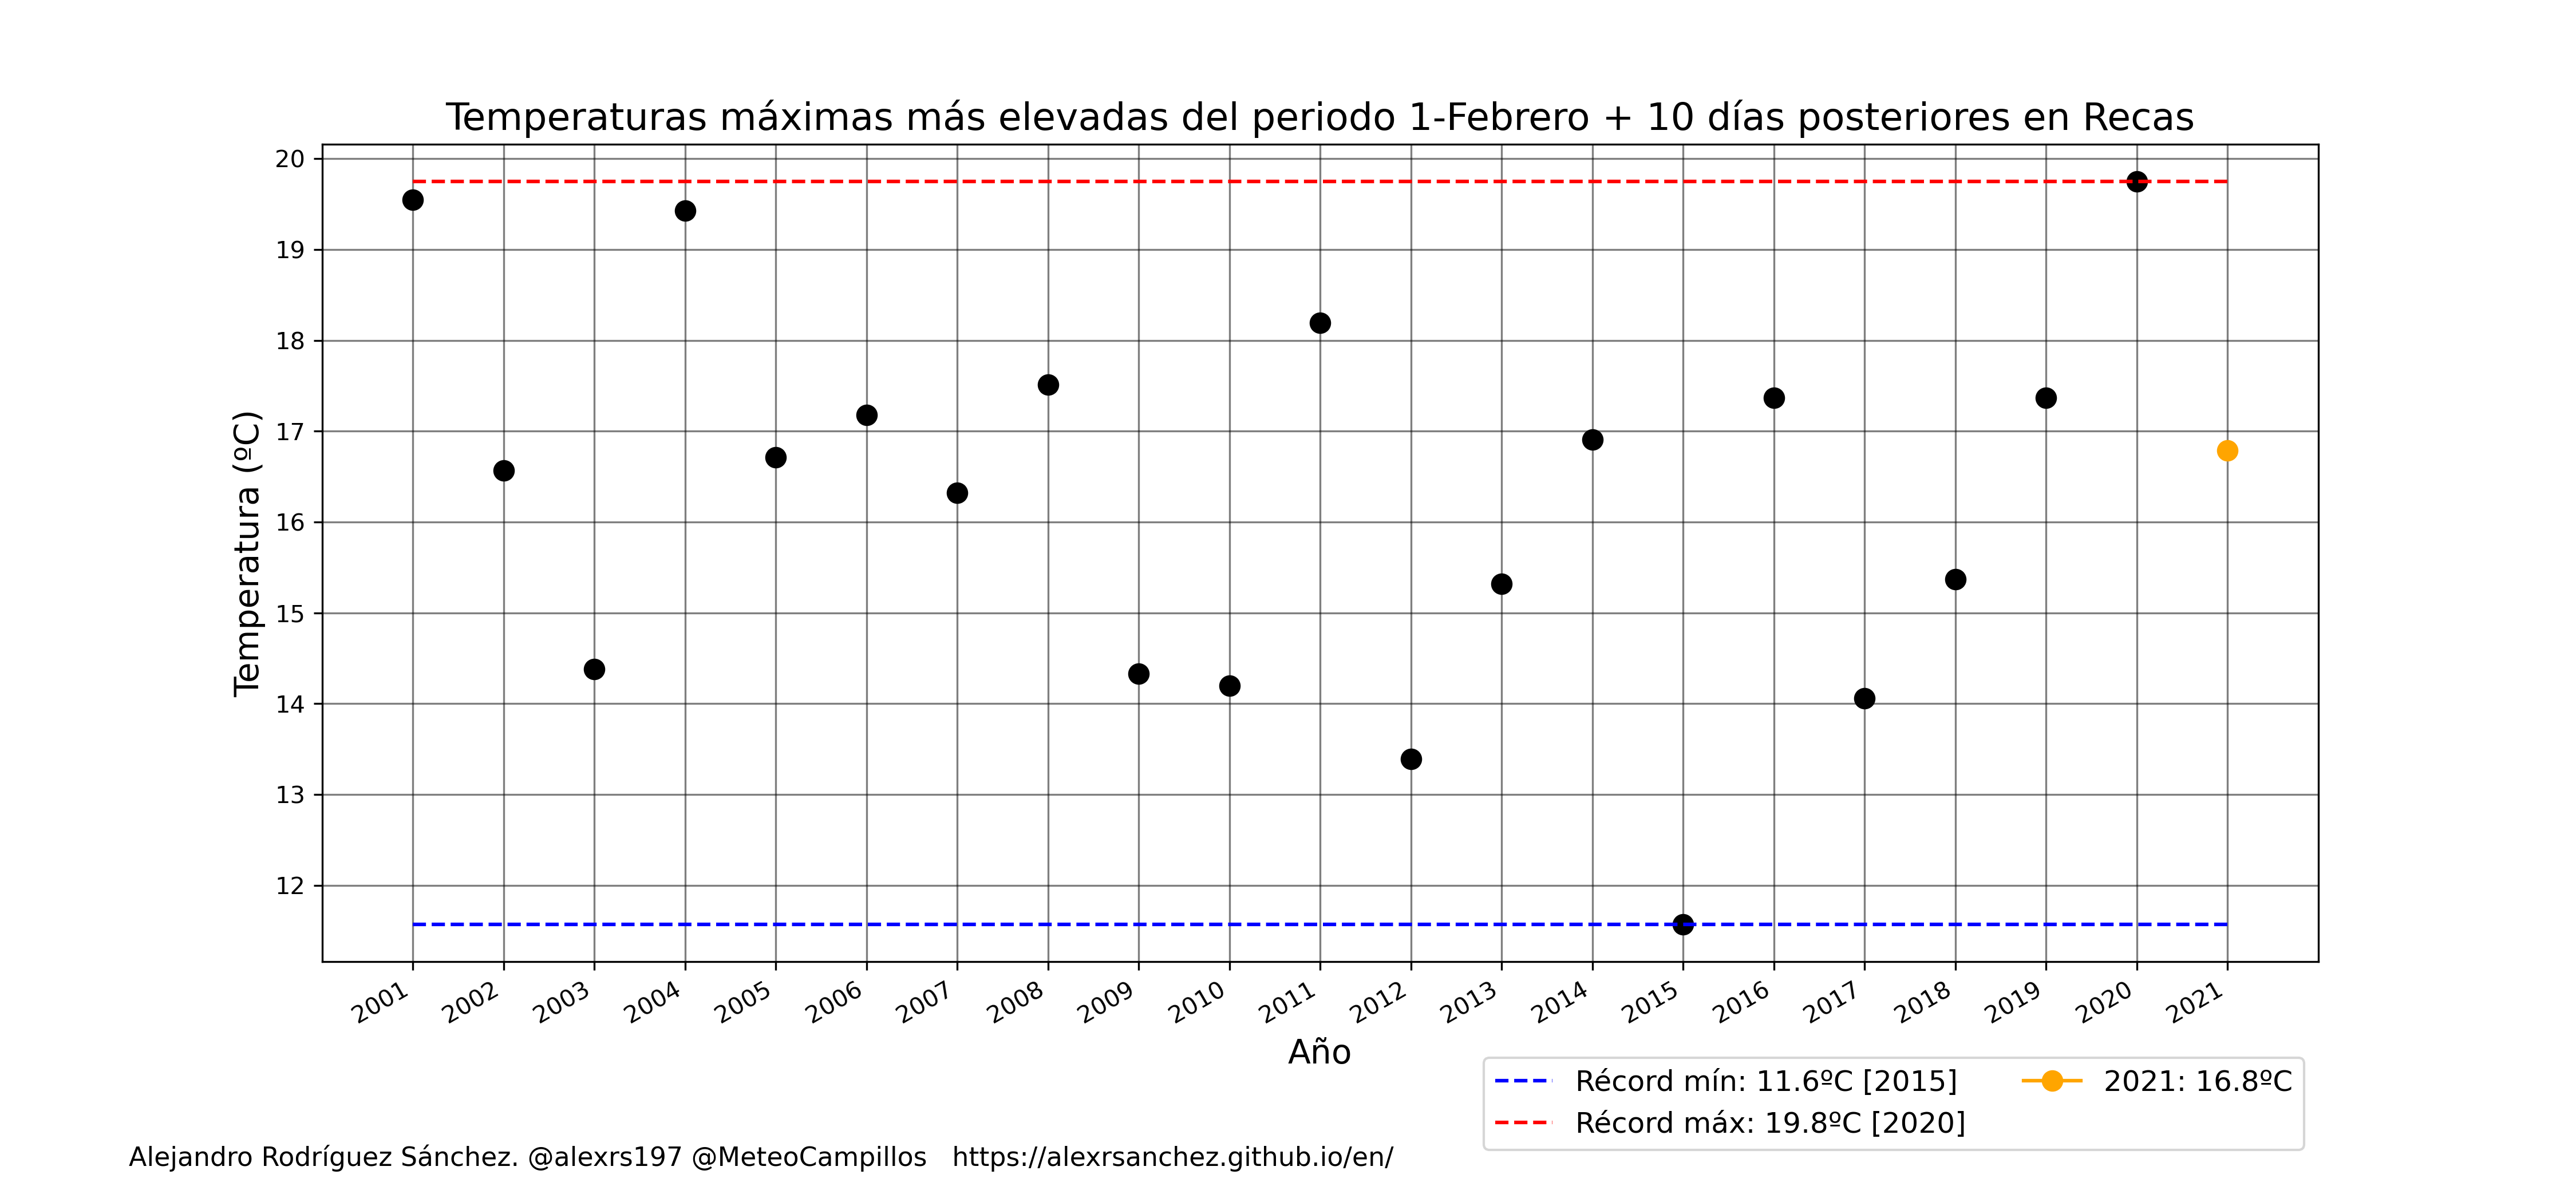 Temperaturas máximas más elevadas del periodo 1-Febrero + 10 días posteriores en Recas
Temperatura (ºC)
20
19
18
17
16
15
14
13
12
2001 2002 2003 2004 2005 2006 2007 2008 2009 2010 2011 2012 2013 2014 2015 2016 2017 2018 2019 2020 2021
Año
Récord mín: 11.6ºC [2015]
Récord máx: 19.8ºC [2020]
2021: 16.8ºC
Alejandro Rodríguez Sánchez. @alexrs197 @MeteoCampillos https://alexrsanchez.github.io/en/